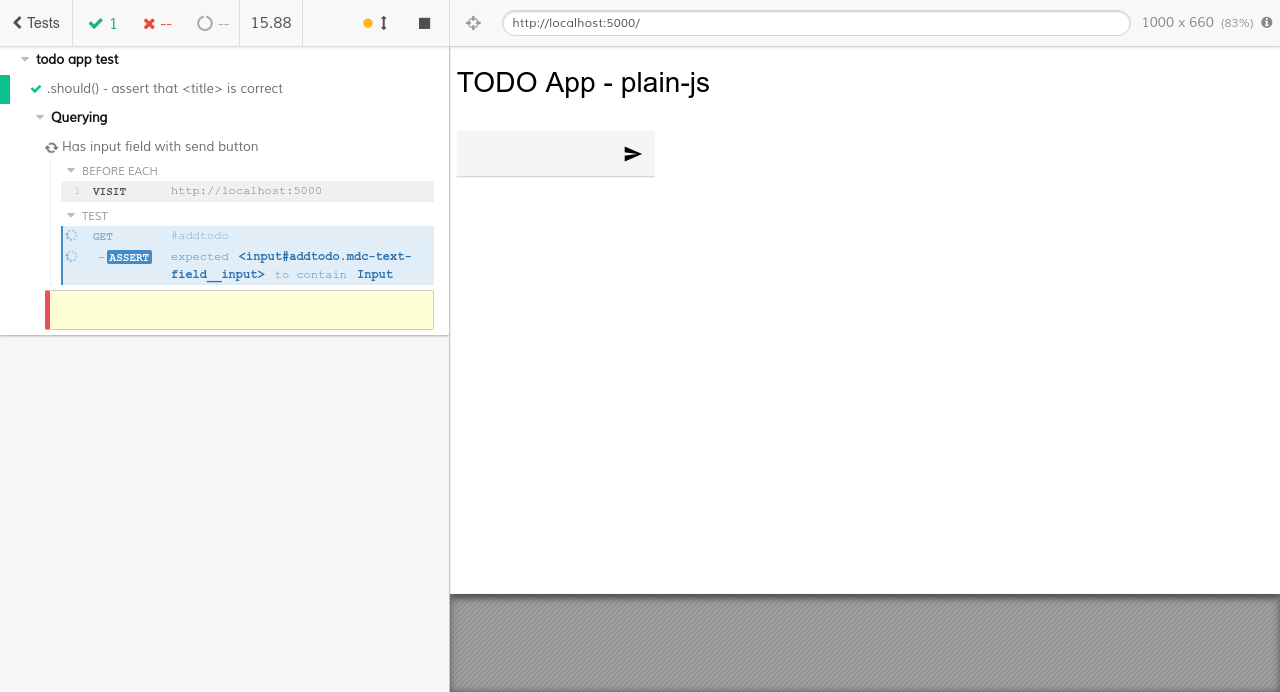 Tests 1 -- -- 15.88
http://localhost:5000/ 1000 x 660 (83%)
todo app test
.should() - assert that <title> is correct
Querying
Has input field with send button
BEFORE EACH
1 VISIT http://localhost:5000
TEST
GET #addtodo
- ASSERT expected <input#addtodo.mdc-text-
field__input> to contain Input
TODO App - plain-js